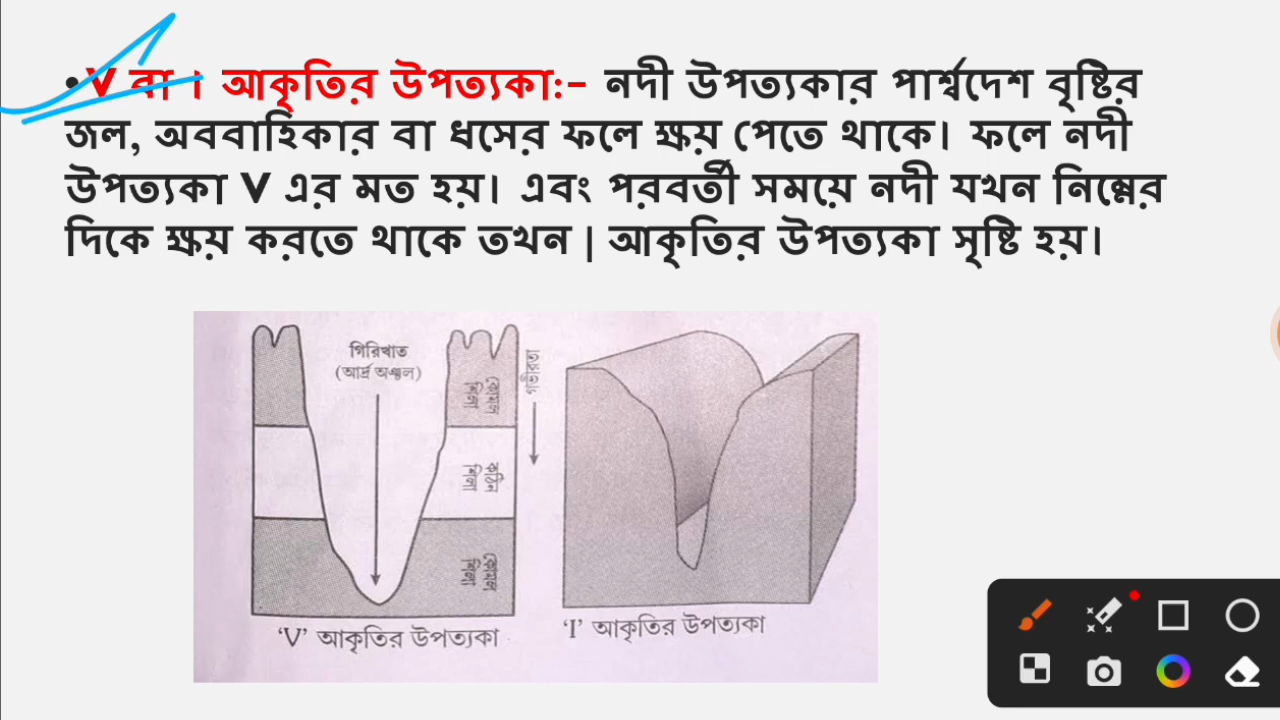 •V বা । আকৃতির উপত্যকা:– নদী উপত্যকার পার্শ্বদেশ বৃষ্টির
জল, অববাহিকার বা ধসের ফলে ক্ষয় পেতে থাকে। ফলে নদী
উপত্যকা V এর মত হয়। এবং পরবর্তী সময়ে নদী যখন নিম্নের
দিকে ক্ষয় করতে থাকে তখন | আকৃতির উপত্যকা সৃষ্টি হয়।
গিরিখাত
(আর্দ্র অঞ্চল)
কোমল
শিলা
কঠিন
শিলা
কোমল
শিলা
গভীরতা
'V' আকৃতির উপত্যকা
'I' আকৃতির উপত্যকা